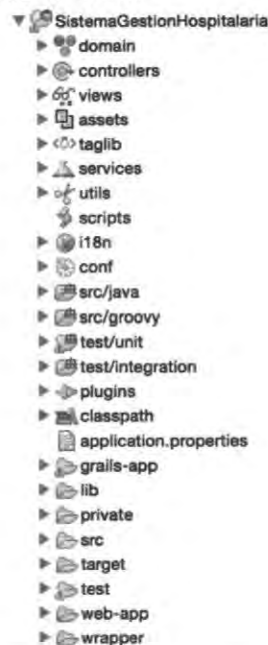 SistemaGestionHospitalaria
domain
controllers
views
assets
taglib
services
utils
scripts
i18n
conf
src/java
src/groovy
test/unit
test/integration
plugins
classpath
application.properties
grails-app
lib
private
src
target
test
web-app
wrapper